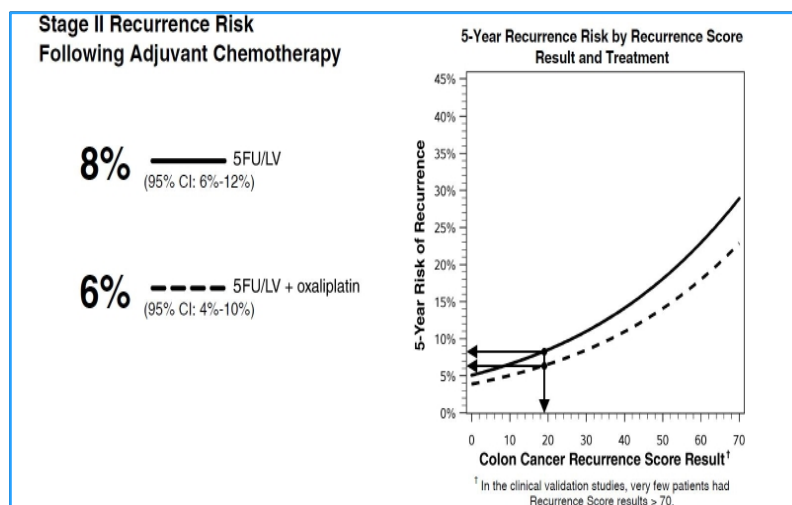 Stage II Recurrence Risk
Following Adjuvant Chemotherapy
8%
5FU/LV
(95% CI: 6%-12%)
6%
5FU/LV + oxaliplatin
(95% CI: 4%-10%)
5-Year Recurrence Risk by Recurrence Score
Result and Treatment
5-Year Risk of Recurrence
45%
40%
35%
30%
25%
20%
15%
10%
5%
0%
0 10 20 30 40 50 60 70
Colon Cancer Recurrence Score Result†
† In the clinical validation studies, very few patients had
Recurrence Score results > 70.